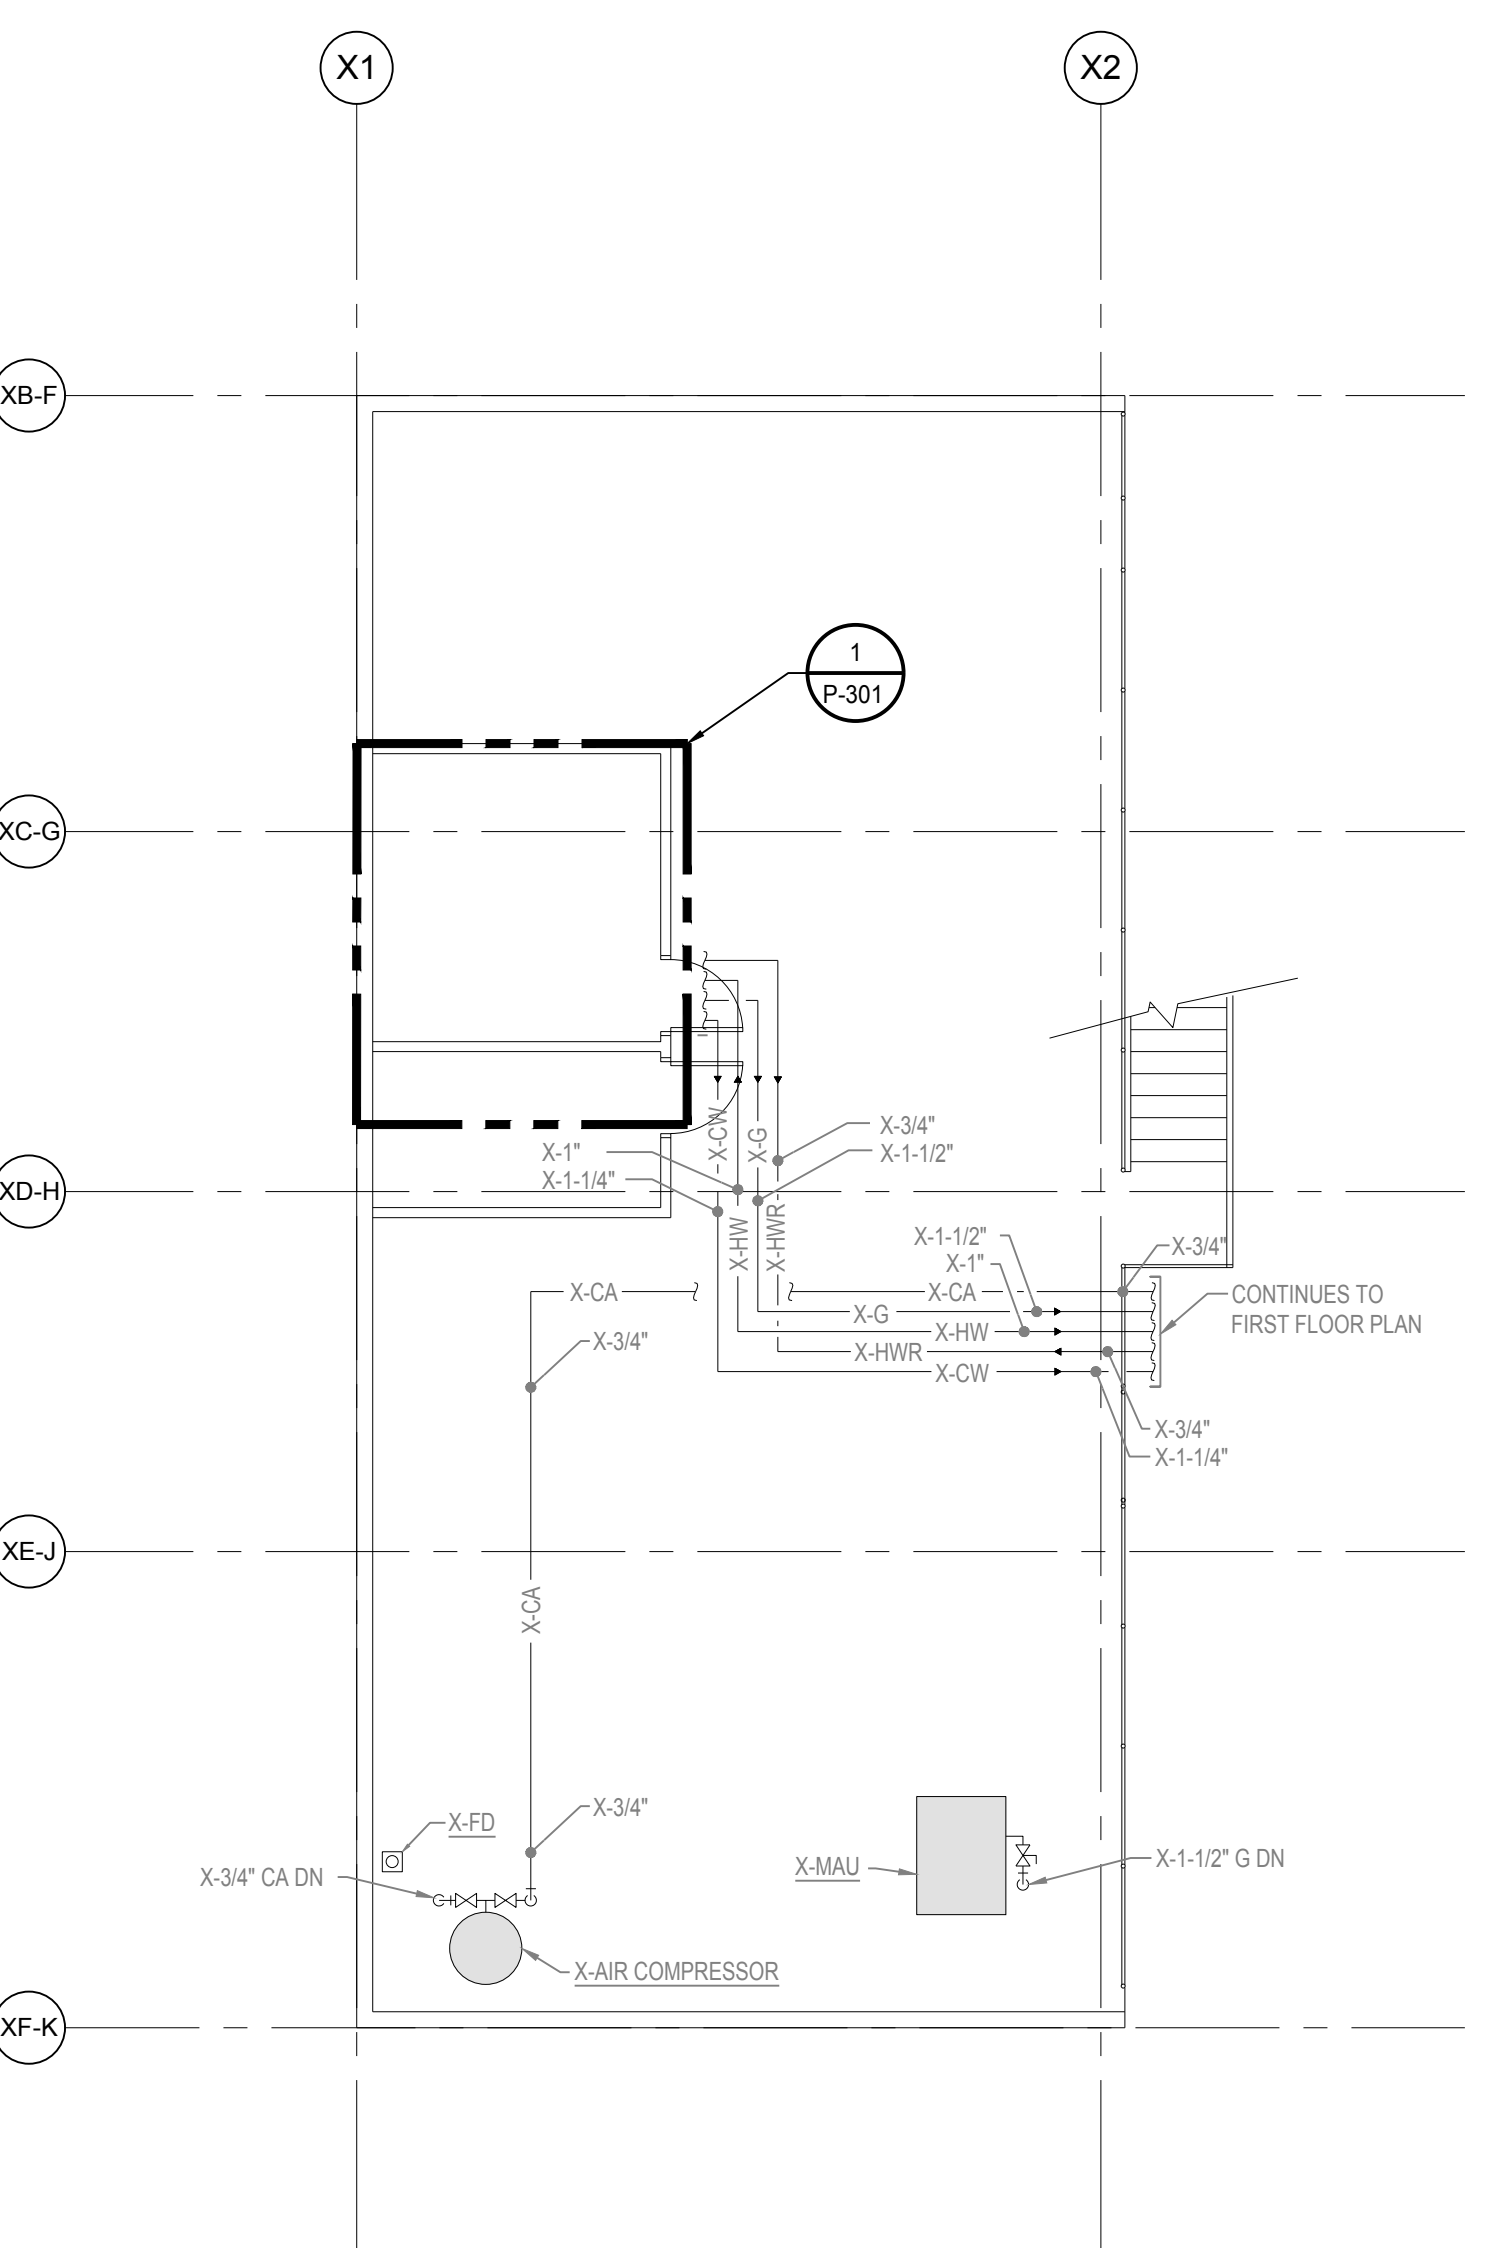 X1
X2
XB-F
1
P-301
XC-G
X-CW
X-G
X-3/4"
X-1-1/2"
X-1"
X-1-1/4"
XD-H
X-HW
X-HWR
X-1-1/2"
X-1"
X-3/4"
X-CA
X-CA
CONTINUES TO
FIRST FLOOR PLAN
X-G
X-HW
X-HWR
X-CW
X-3/4"
X-3/4"
X-1-1/4"
XE-J
X-CA
X-3/4"
X-FD
X-3/4" CA DN
X-MAU
X-1-1/2" G DN
X-AIR COMPRESSOR
XF-K